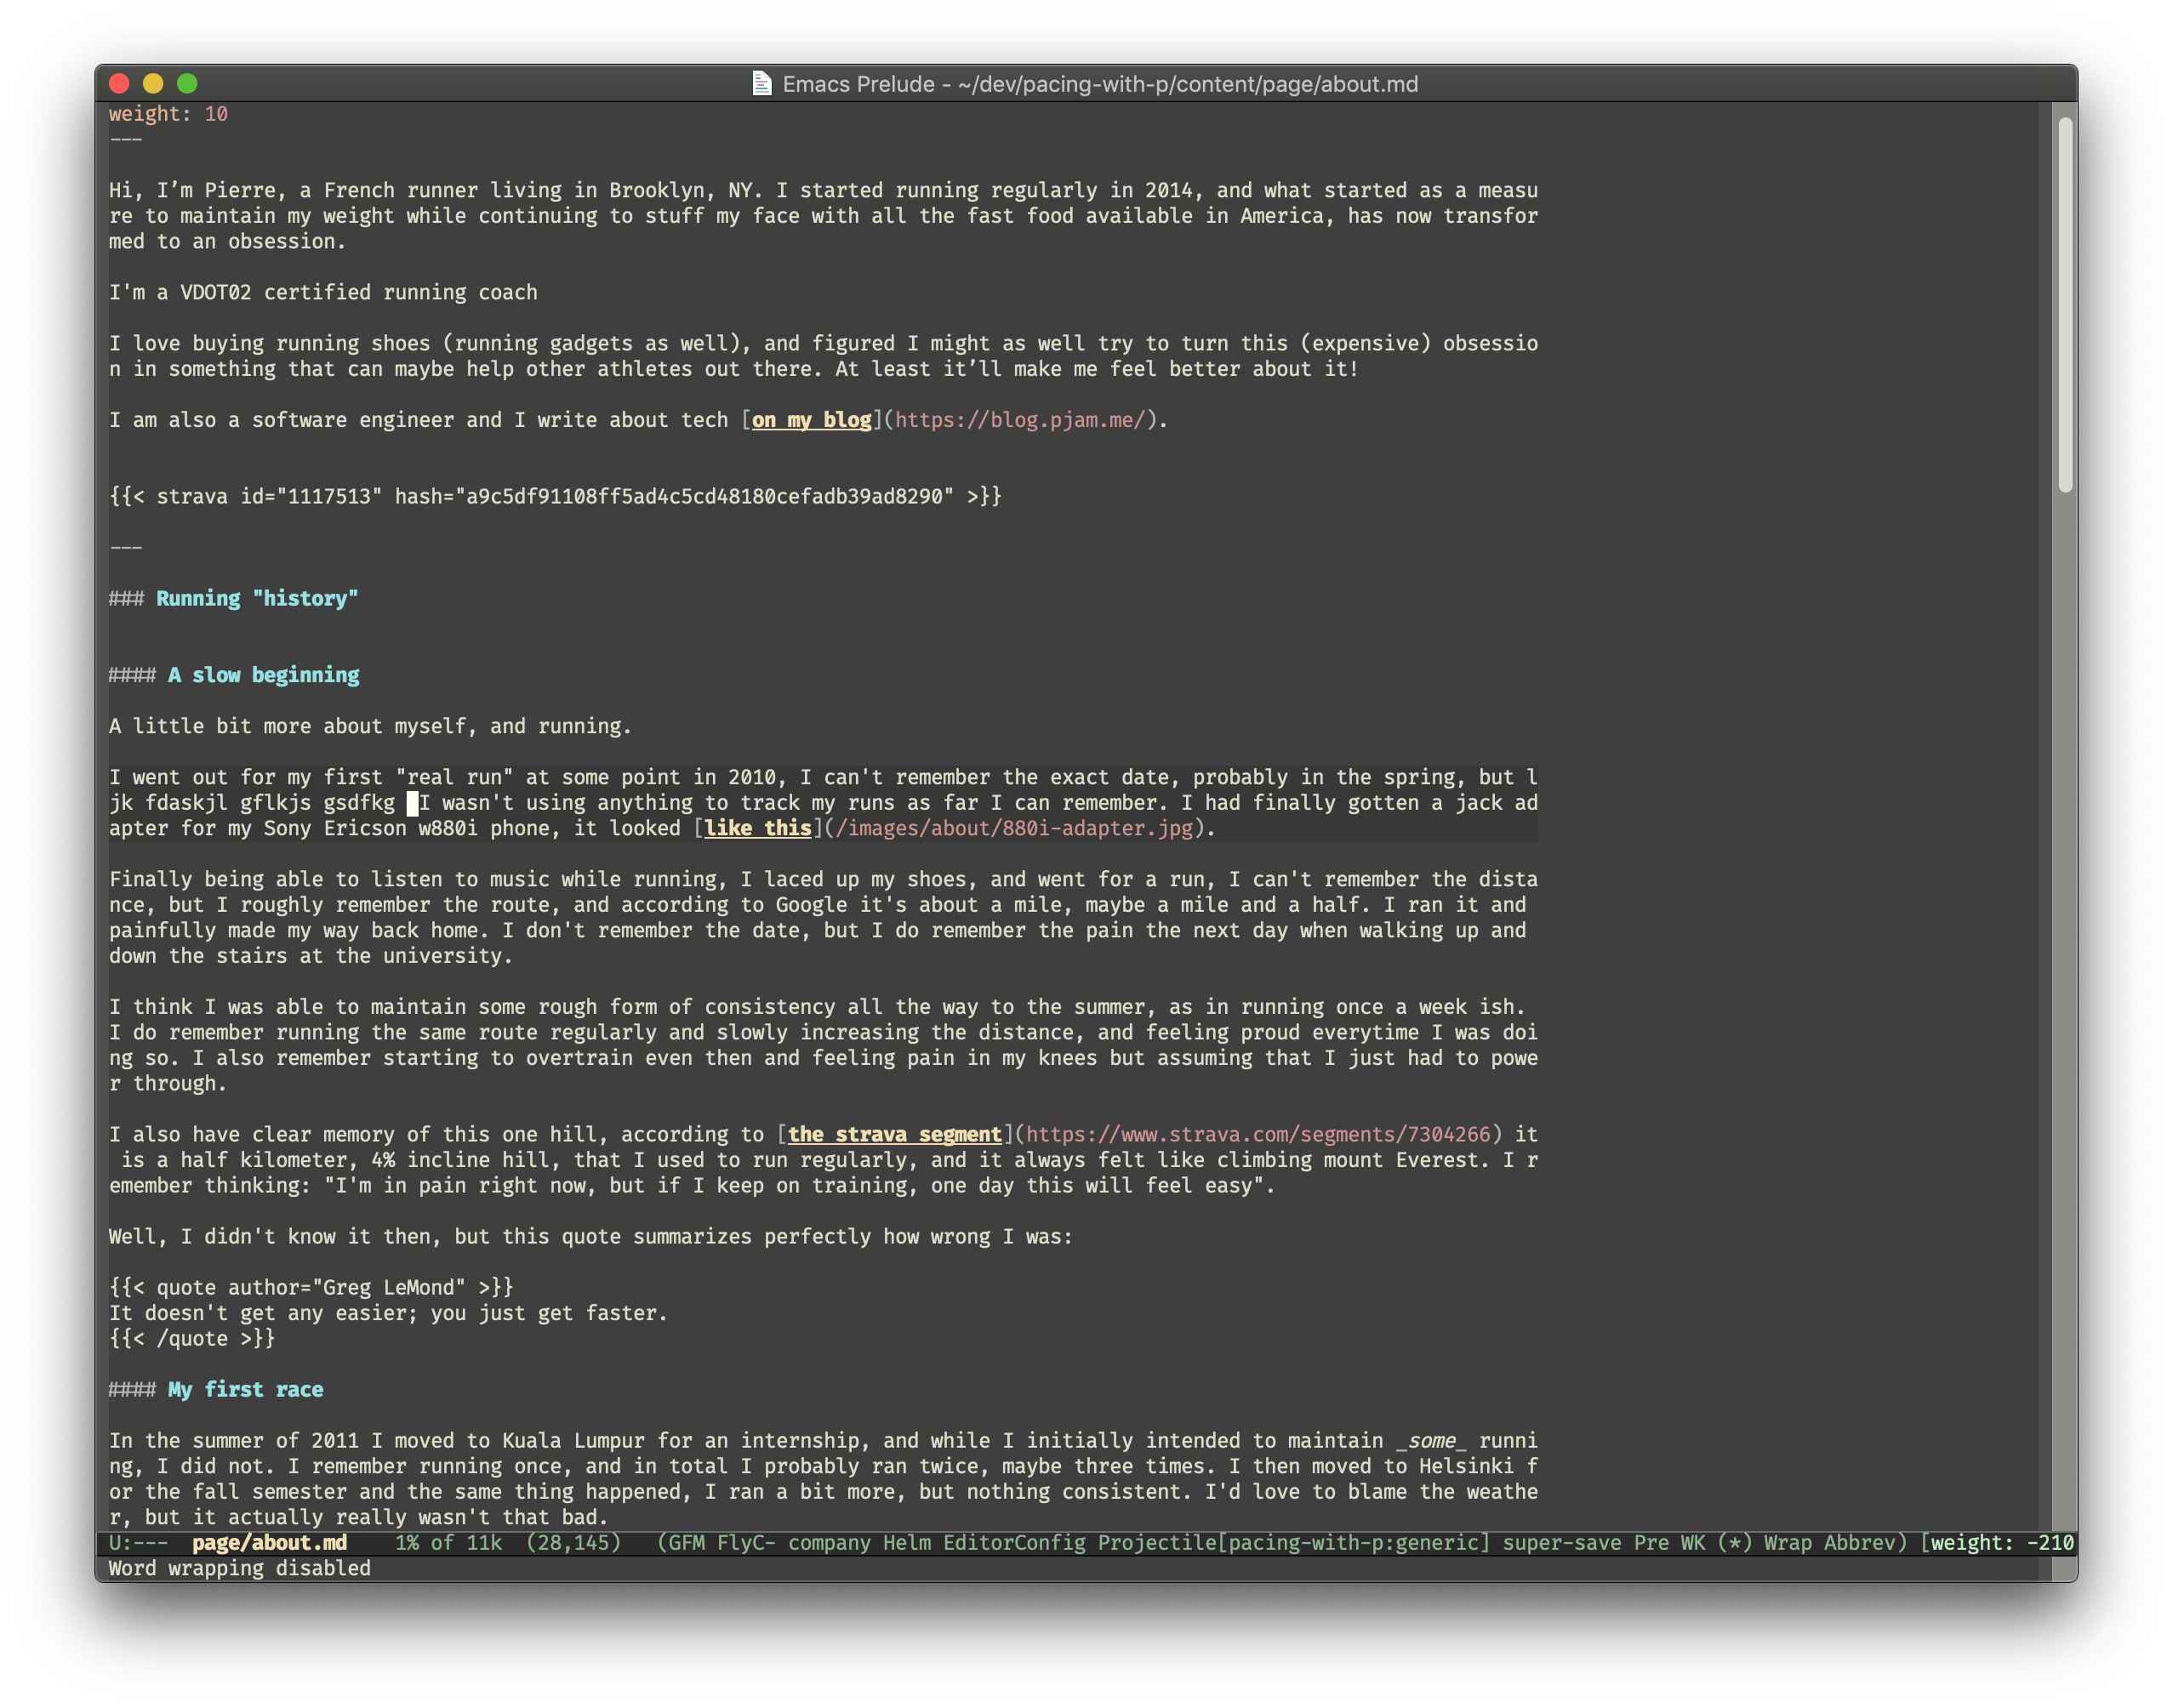 Emacs Prelude - ~/dev/pacing-with-p/content/page/about.md
weight: 10
---
Hi, I’m Pierre, a French runner living in Brooklyn, NY. I started running regularly in 2014, and what started as a measu
re to maintain my weight while continuing to stuff my face with all the fast food available in America, has now transfor
med to an obsession.
I'm a VDOT02 certified running coach
I love buying running shoes (running gadgets as well), and figured I might as well try to turn this (expensive) obsessio
n in something that can maybe help other athletes out there. At least it’ll make me feel better about it!
I am also a software engineer and I write about tech [on my blog](https://blog.pjam.me/).
{{< strava id="1117513" hash="a9c5df91108ff5ad4c5cd48180cefadb39ad8290" >}}
---
### Running "history"
#### A slow beginning
A little bit more about myself, and running.
I went out for my first "real run" at some point in 2010, I can't remember the exact date, probably in the spring, but l
jk fdaskjl gflkjs gsdfkg I wasn't using anything to track my runs as far I can remember. I had finally gotten a jack ad
apter for my Sony Ericson w880i phone, it looked [like this](/images/about/880i-adapter.jpg).
Finally being able to listen to music while running, I laced up my shoes, and went for a run, I can't remember the dista
nce, but I roughly remember the route, and according to Google it's about a mile, maybe a mile and a half. I ran it and
painfully made my way back home. I don't remember the date, but I do remember the pain the next day when walking up and
down the stairs at the university.
I think I was able to maintain some rough form of consistency all the way to the summer, as in running once a week ish.
I do remember running the same route regularly and slowly increasing the distance, and feeling proud everytime I was doi
ng so. I also remember starting to overtrain even then and feeling pain in my knees but assuming that I just had to powe
r through.
I also have clear memory of this one hill, according to [the strava segment](https://www.strava.com/segments/7304266) it
is a half kilometer, 4% incline hill, that I used to run regularly, and it always felt like climbing mount Everest. I r
emember thinking: "I'm in pain right now, but if I keep on training, one day this will feel easy".
Well, I didn't know it then, but this quote summarizes perfectly how wrong I was:
{{< quote author="Greg LeMond" >}}
It doesn't get any easier; you just get faster.
{{< /quote >}}
#### My first race
In the summer of 2011 I moved to Kuala Lumpur for an internship, and while I initially intended to maintain _some_ runni
ng, I did not. I remember running once, and in total I probably ran twice, maybe three times. I then moved to Helsinki f
or the fall semester and the same thing happened, I ran a bit more, but nothing consistent. I'd love to blame the weathe
r, but it actually really wasn't that bad.
U:--- page/about.md 1% of 11k (28,145) (GFM FlyC- company Helm EditorConfig Projectile[pacing-with-p:generic] super-save Pre WK (*) Wrap Abbrev) [weight: -210
Word wrapping disabled